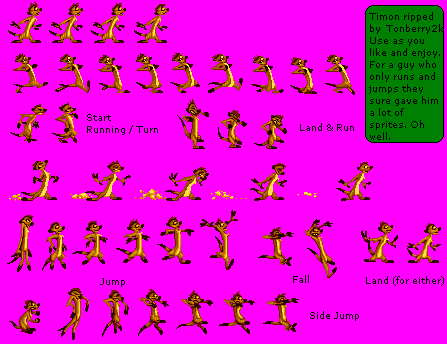 Timon ripped
by Tonberry2k
Use as you
like and enjoy.
For a guy who
only runs and
jumps they
sure gave him
a lot of
sprites. Oh
well.
Start
Running / Turn
Land & Run
Jump
Fall
Land (for either)
Side Jump